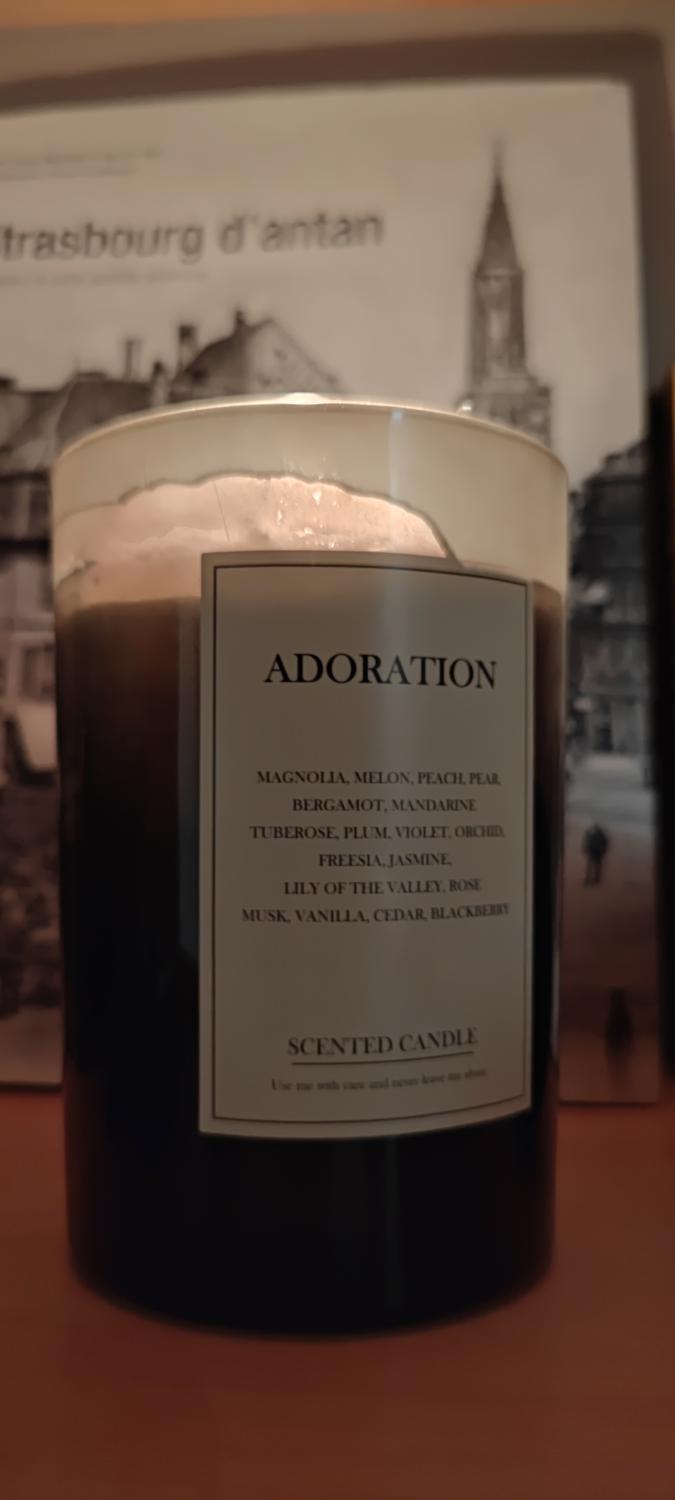 trasbourg d'antan
ADORATION
MAGNOLIA, MELON, PEACH, PEAR,
BERGAMOT, MANDARINE
TUBEROSE, PLUM, VIOLET, ORCHID,
FREESIA, JASMINE,
LILY OF THE VALLEY, ROSE
MUSK, VANILLA, CEDAR, BLACKBERRY
SCENTED CANDLE
Use me with care and never leave me alone.